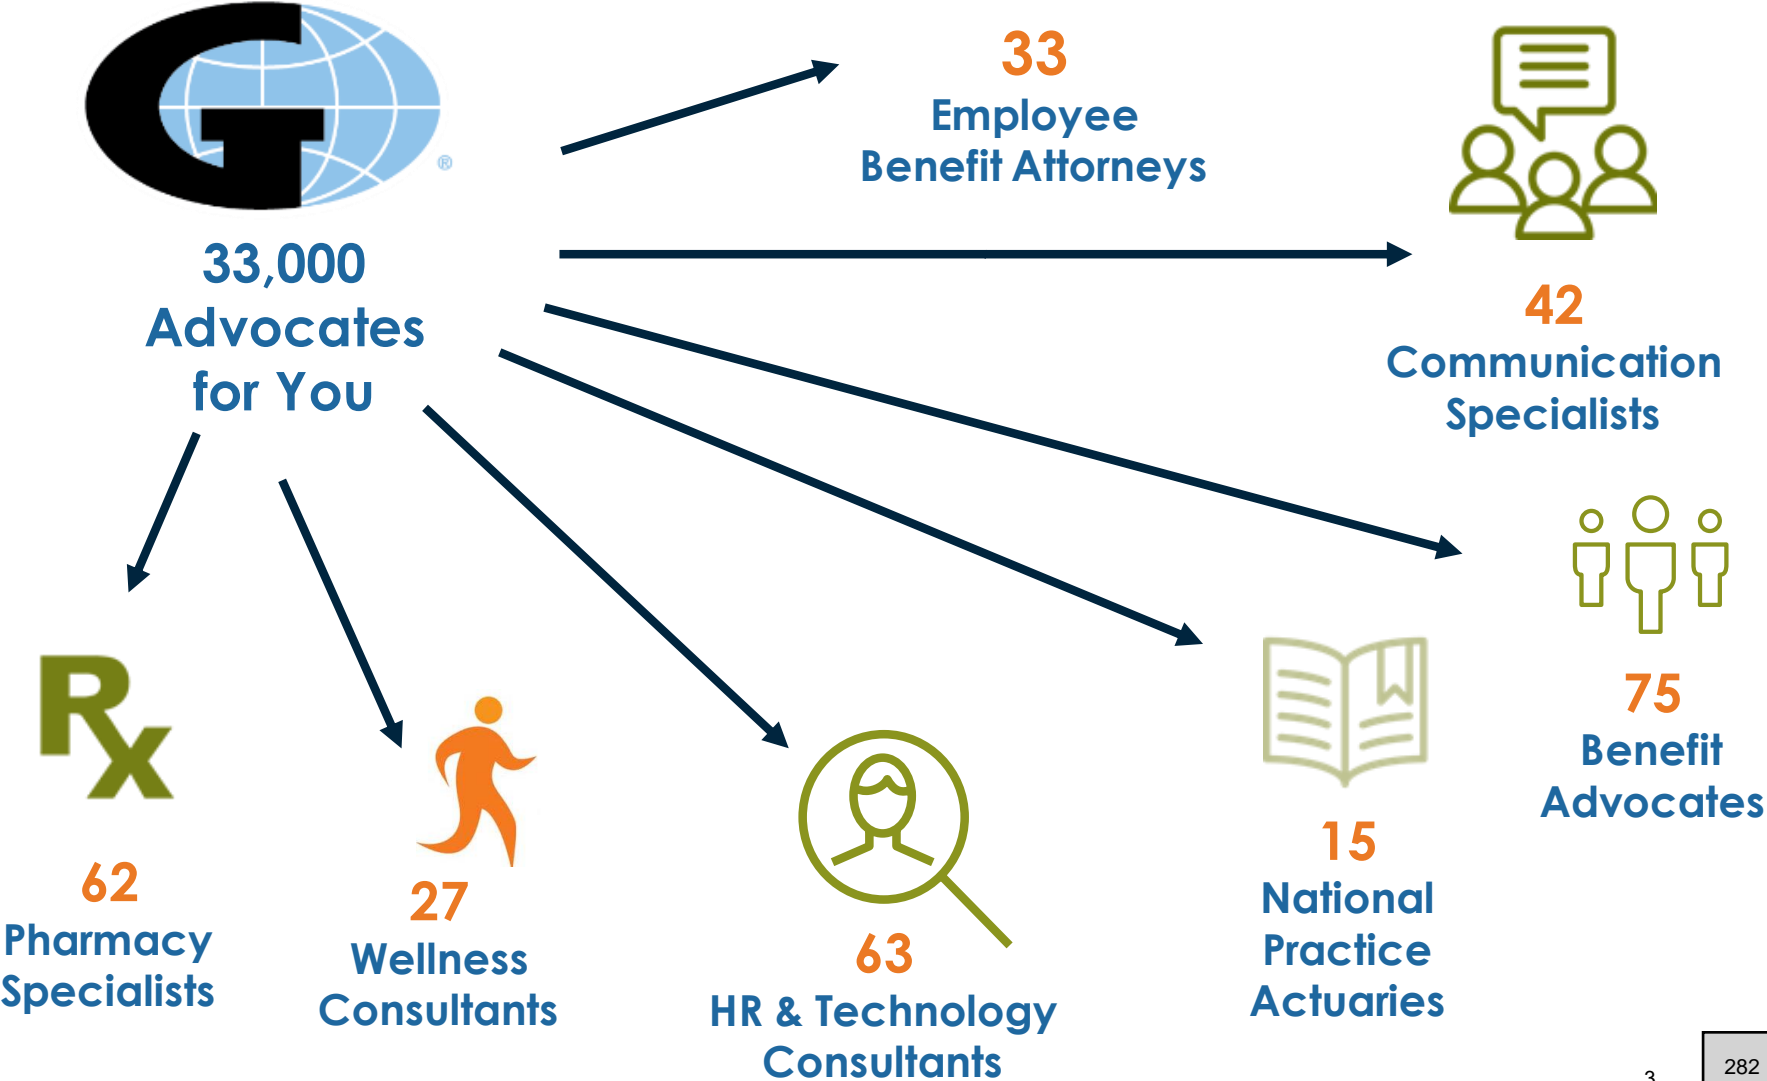 G
®
33,000
Advocates
for You
33
Employee
Benefit Attorneys
42
Communication
Specialists
75
Benefit
Advocates
15
National
Practice
Actuaries
63
HR & Technology
Consultants
27
Wellness
Consultants
Rx
62
Pharmacy
Specialists
3
282